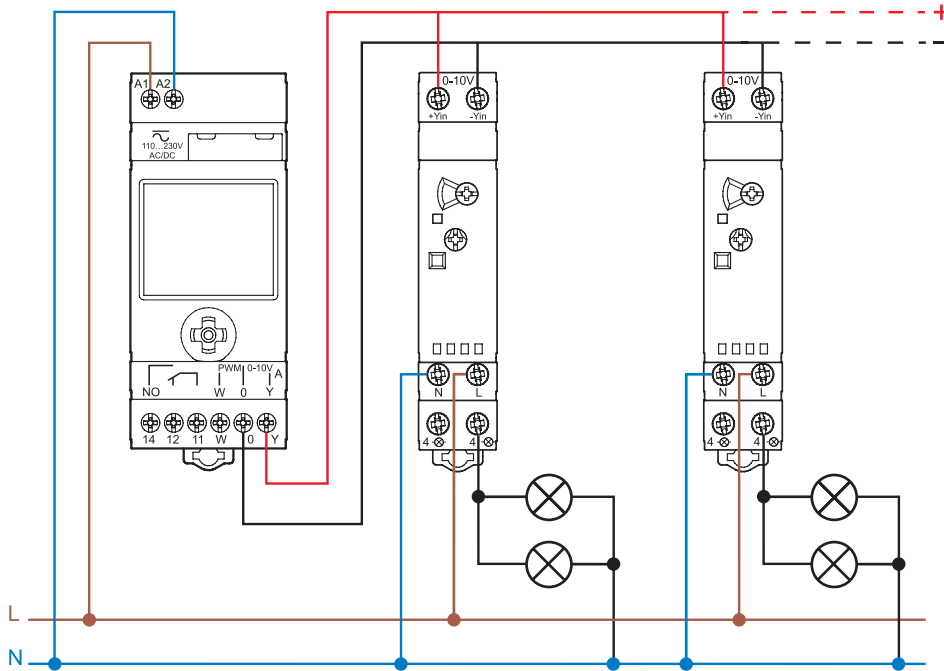 +
−
A1 A2
110...230V
AC/DC
PWM 0-10V A
NO W 0 Y
14 12 11 W 0 Y
0-10V
+Yin -Yin
N L
4 4
0-10V
+Yin -Yin
N L
4 4
L
N